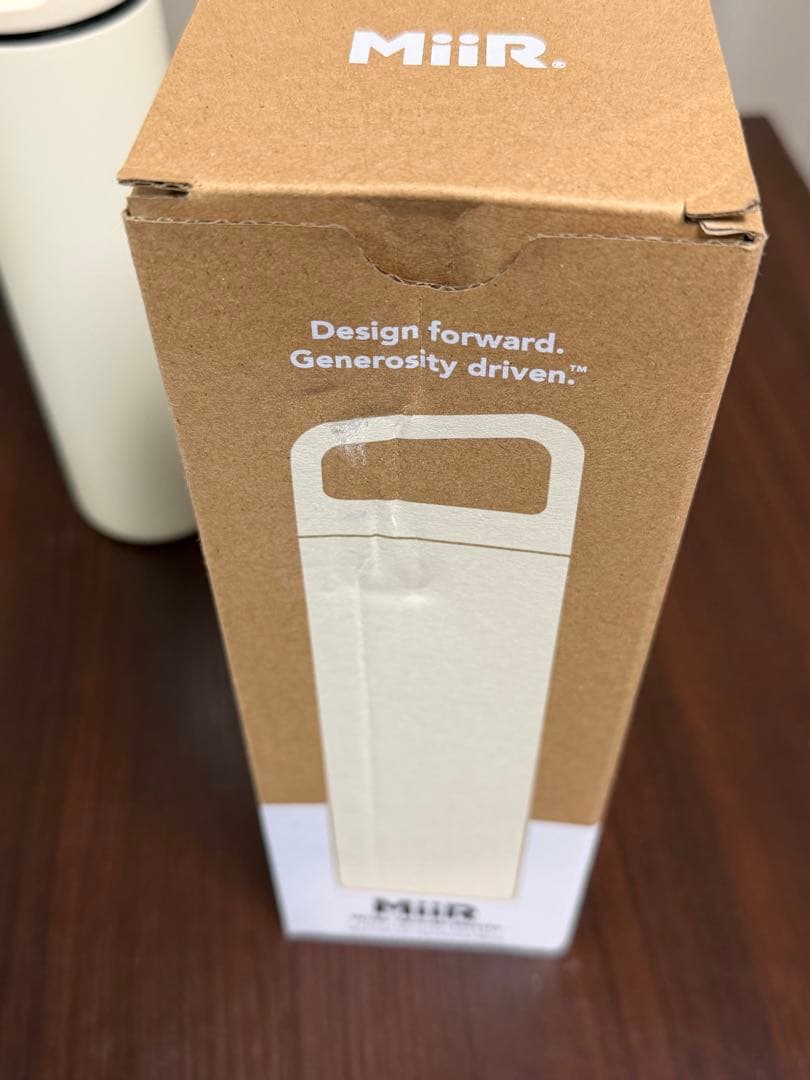 MiiR®
Design forward.
Generosity driven.™
MiiR